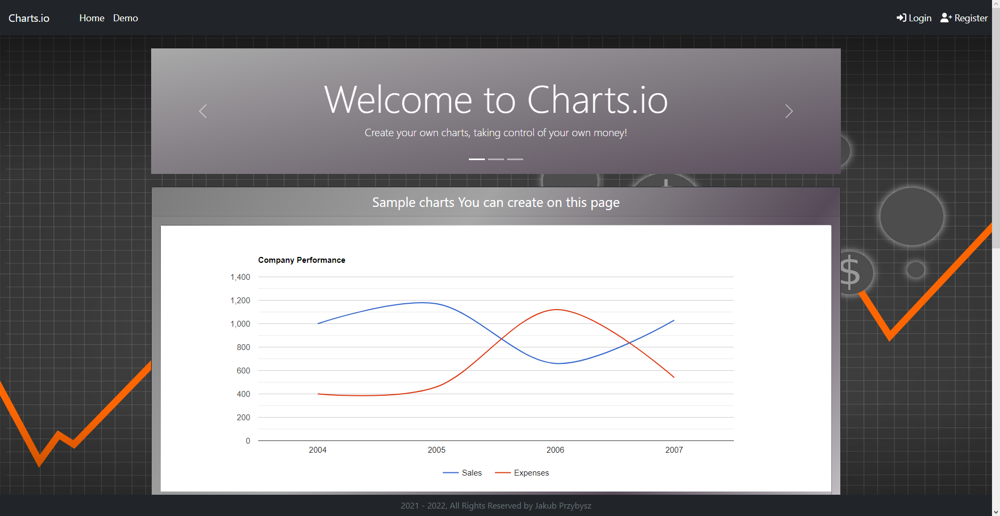 Charts.io Home Demo Login Register
Welcome to Charts.io
Create your own charts, taking control of your own money!
Sample charts You can create on this page
$
Company Performance
1,400
1,200
1,000
800
600
400
200
0
2004 2005 2006 2007
Sales Expenses
2021 - 2022, All Rights Reserved by Jakub Przybysz